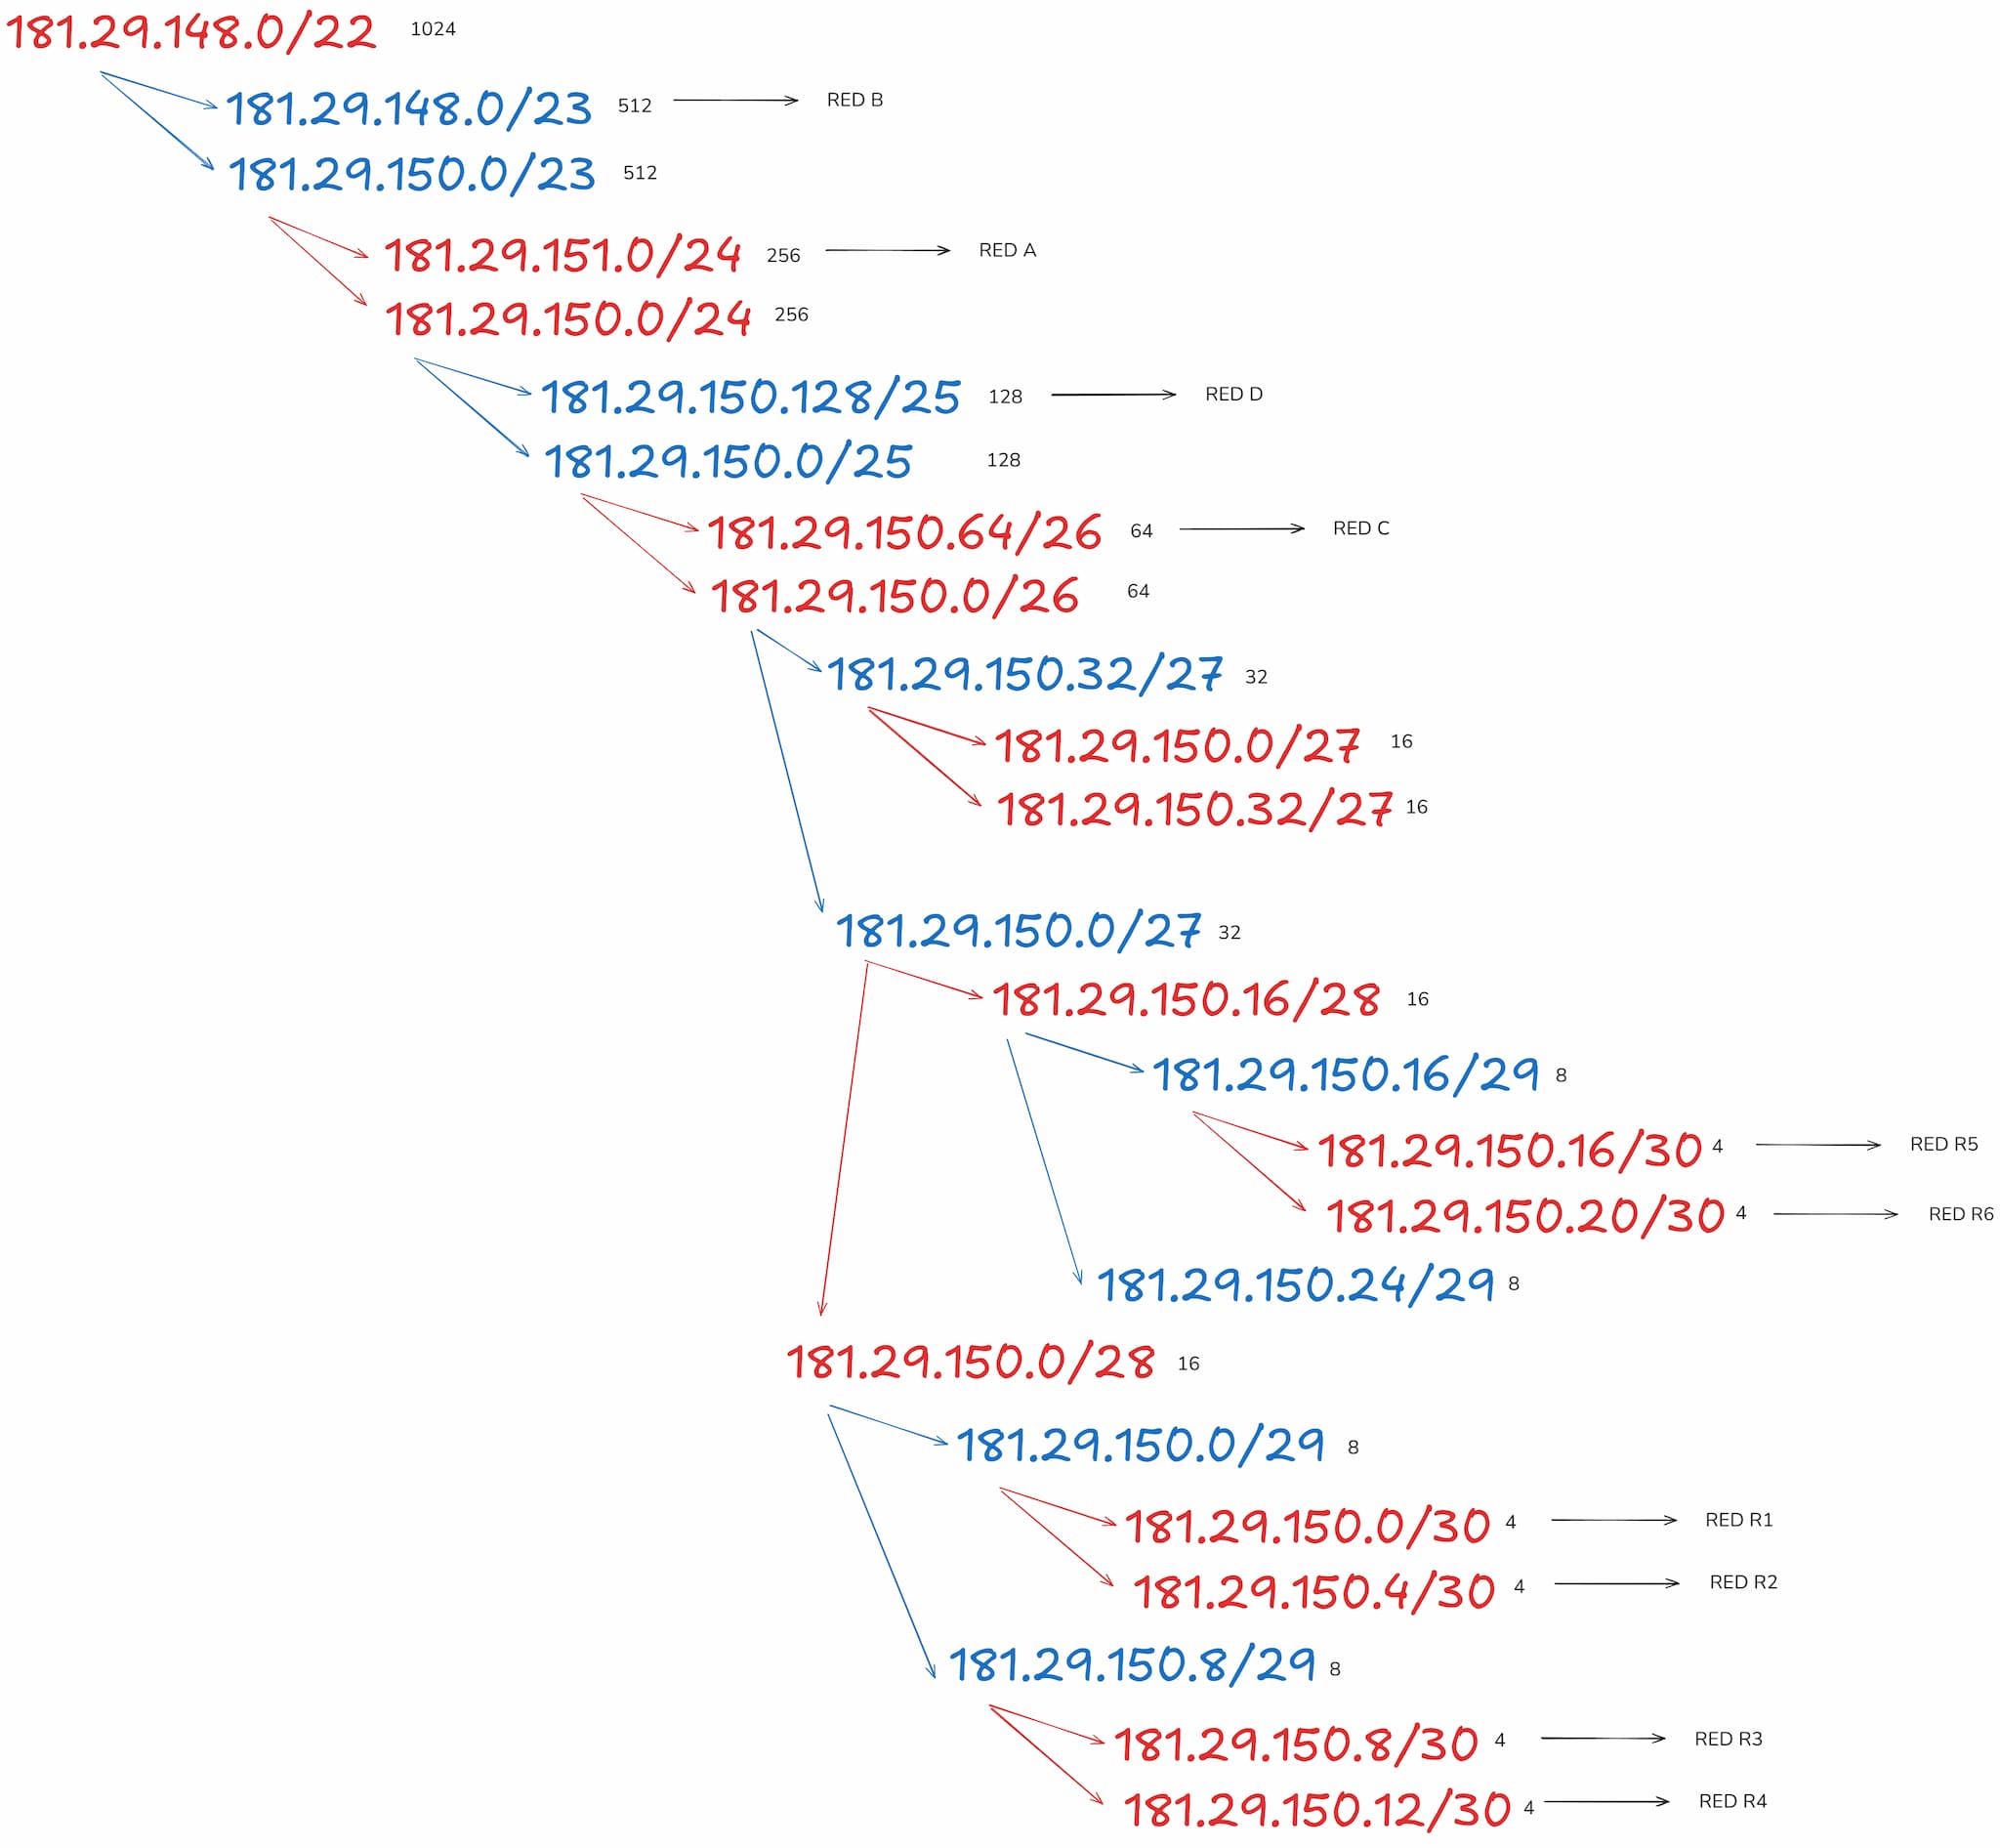 181.29.148.0/22 1024
181.29.148.0/23 512 RED B
181.29.150.0/23 512
181.29.151.0/24 256 RED A
181.29.150.0/24 256
181.29.150.128/25 128 RED D
181.29.150.0/25 128
181.29.150.64/26 64 RED C
181.29.150.0/26 64
181.29.150.32/27 32
181.29.150.0/27 16
181.29.150.32/27 16
181.29.150.0/27 32
181.29.150.16/28 16
181.29.150.16/29 8
181.29.150.16/30 4 RED R5
181.29.150.20/30 4 RED R6
181.29.150.24/29 8
181.29.150.0/28 16
181.29.150.0/29 8
181.29.150.0/30 4 RED R1
181.29.150.4/30 4 RED R2
181.29.150.8/29 8
181.29.150.8/30 4 RED R3
181.29.150.12/30 4 RED R4